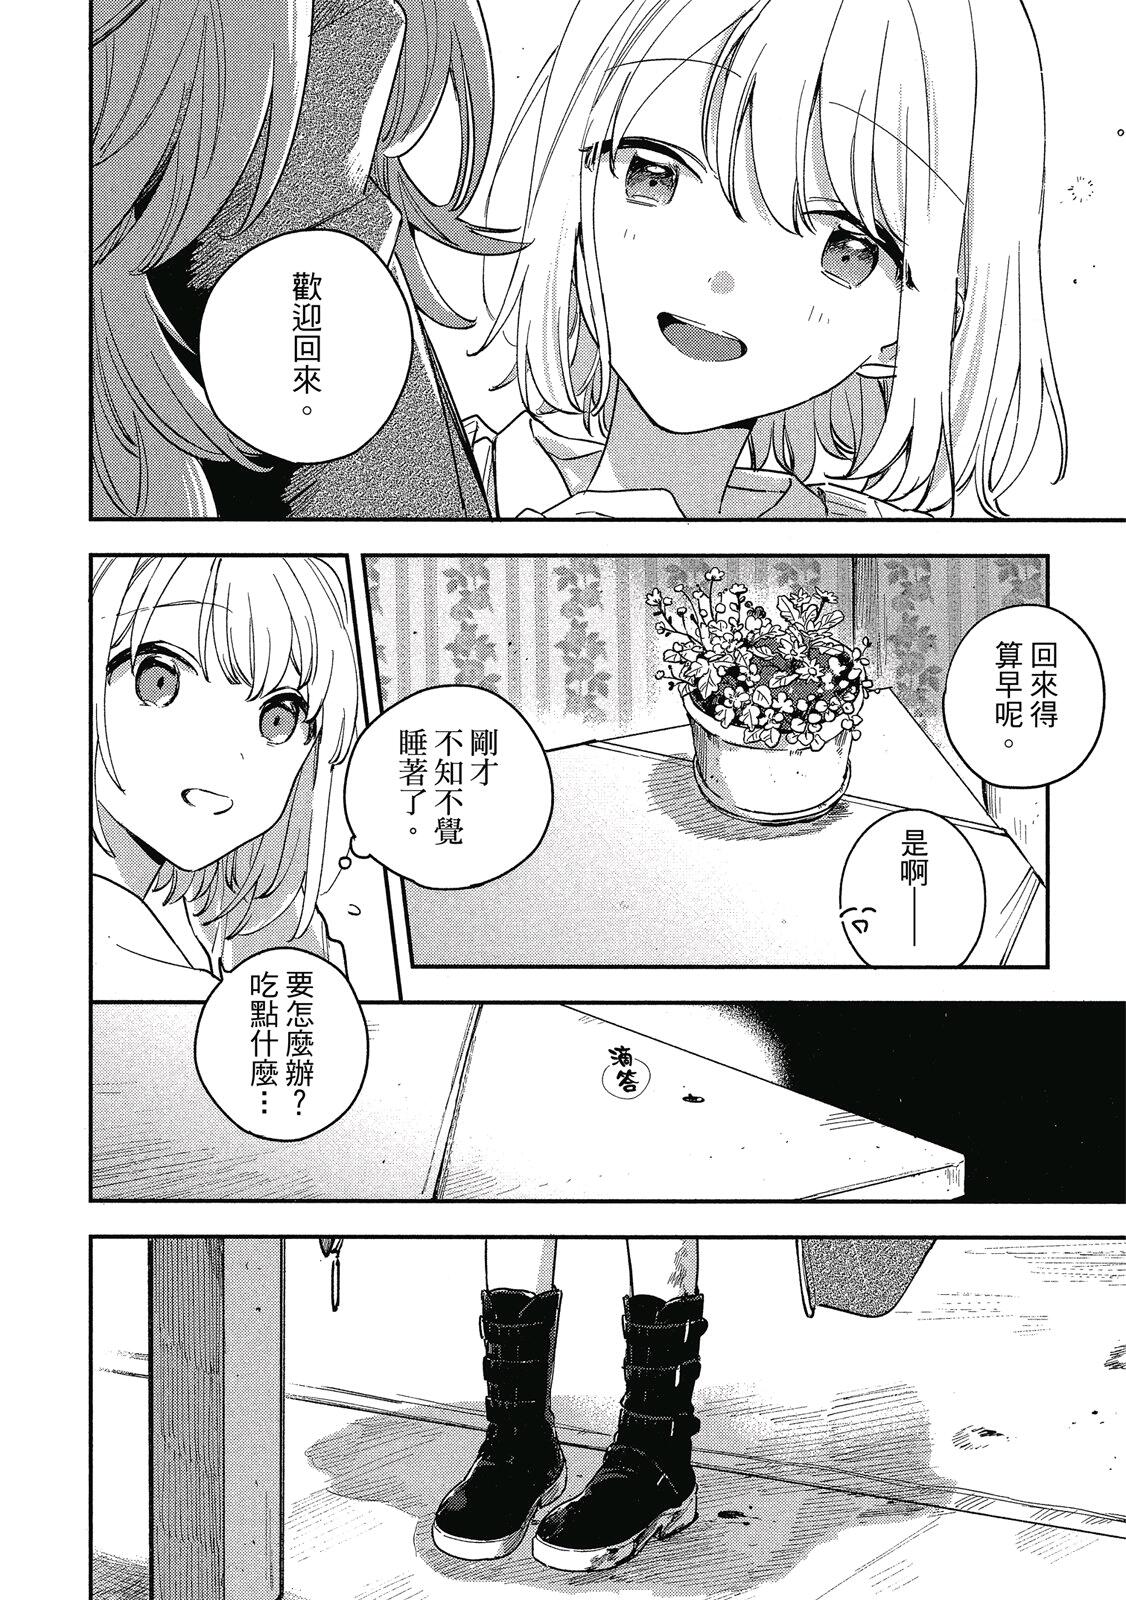 歡迎回來。
回來得
算早呢。
是啊——
剛才
不知不覺
睡著了。
要怎麼辦？
吃點什麼…
滴答